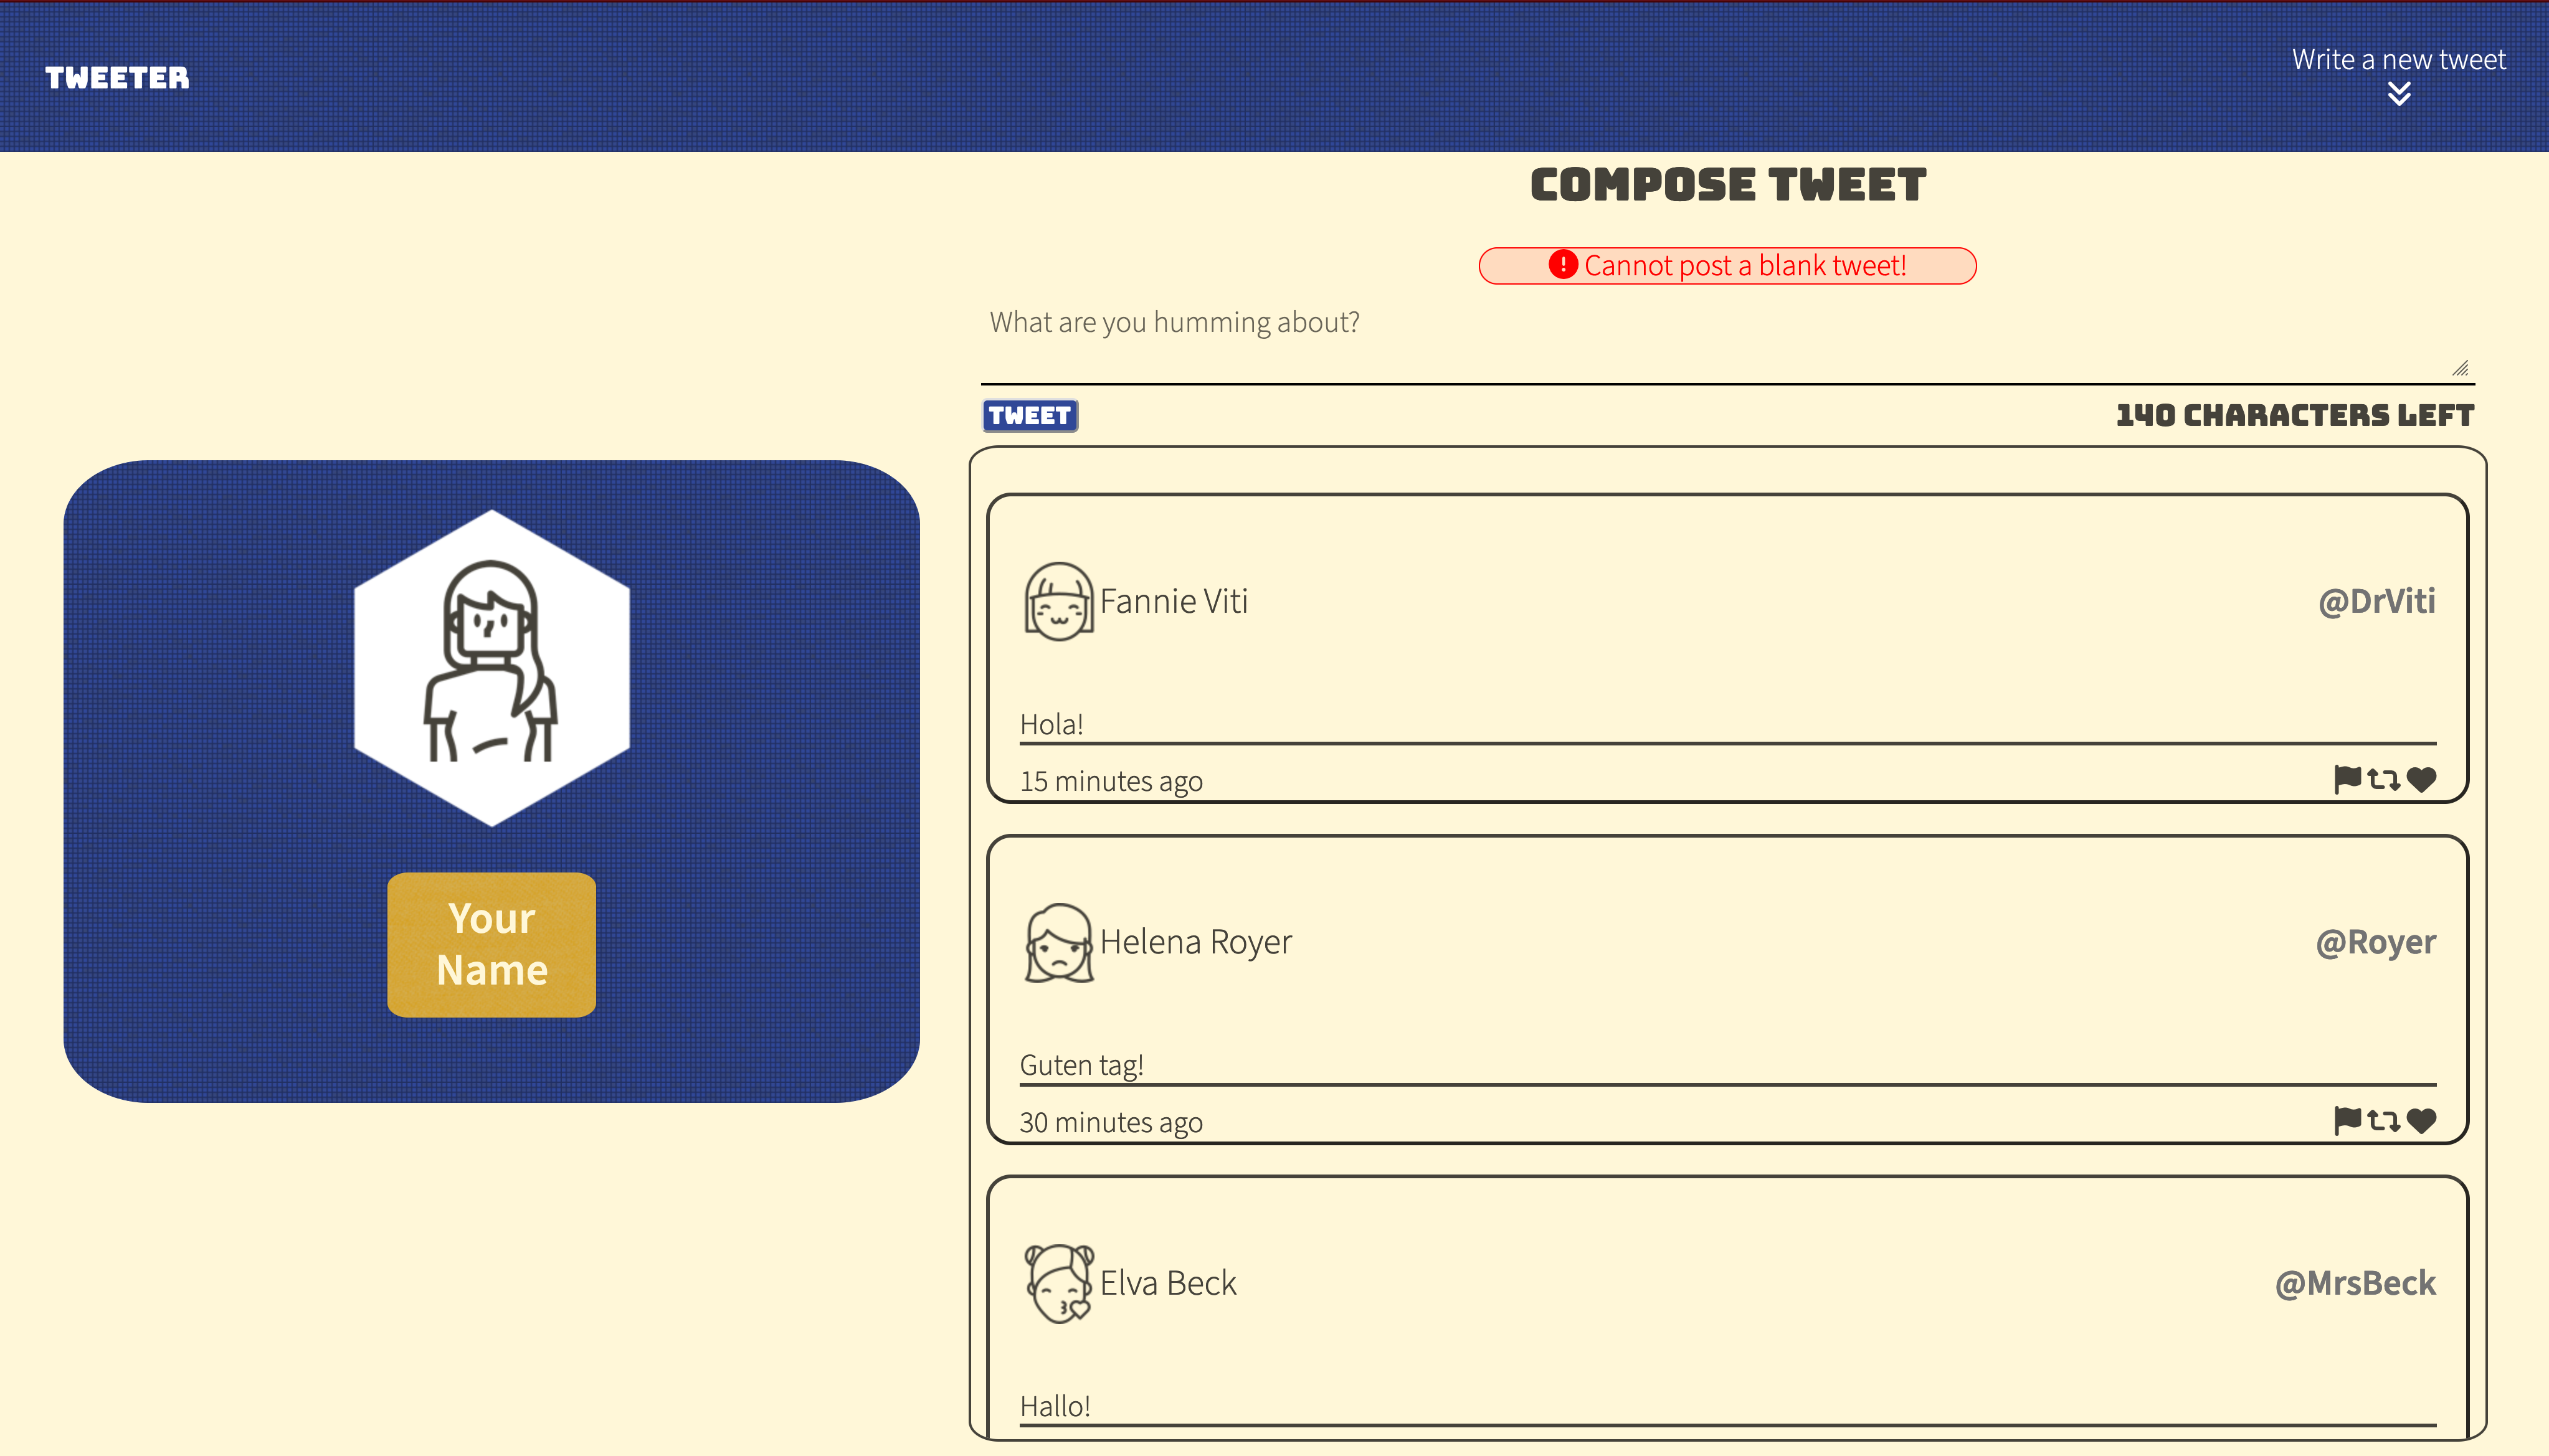 TWEETER
Write a new tweet
COMPOSE TWEET
Cannot post a blank tweet!
What are you humming about?
TWEET
140 CHARACTERS LEFT
Your
Name
Fannie Viti
@DrViti
Hola!
15 minutes ago
Helena Royer
@Royer
Guten tag!
30 minutes ago
Elva Beck
@MrsBeck
Hallo!